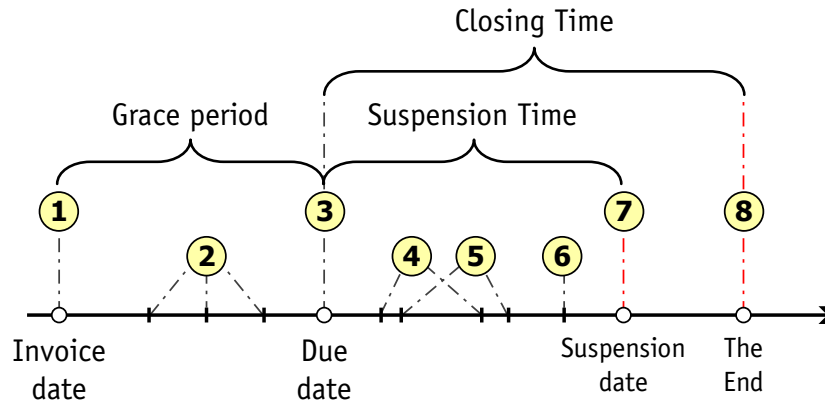 Closing Time
Grace period
Suspension Time
1
3
7
8
2
4
5
6
Invoice
date
Due
date
Suspension
date
The
End